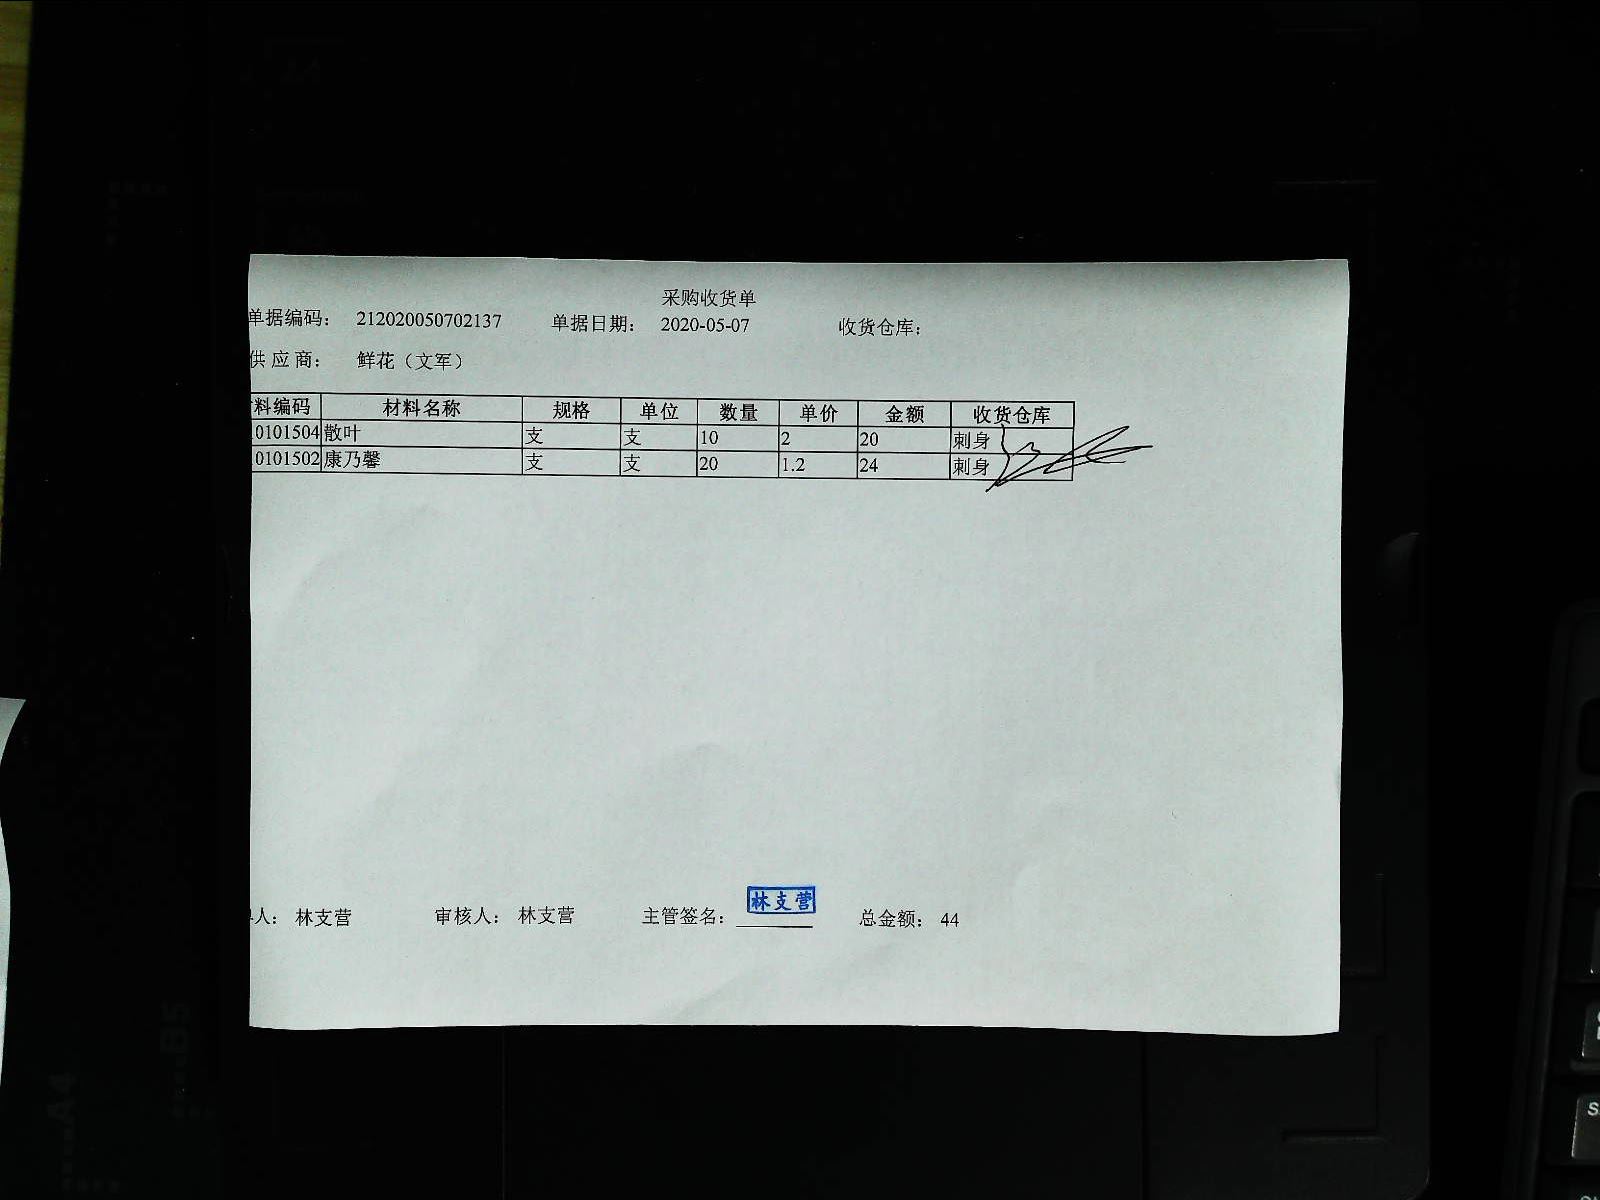 采购收货单
单据编码： 212020050702137 单据日期： 2020-05-07 收货仓库：
供应商： 鲜花（文军）
料编码 材料名称 规格 单位 数量 单价 金额 收货仓库
0101504 散叶 支 支 10 2 20 刺身
0101502 康乃馨 支 支 20 1.2 24 刺身
林支营
人： 林支营 审核人： 林支营 主管签名： 总金额： 44
B5
A4